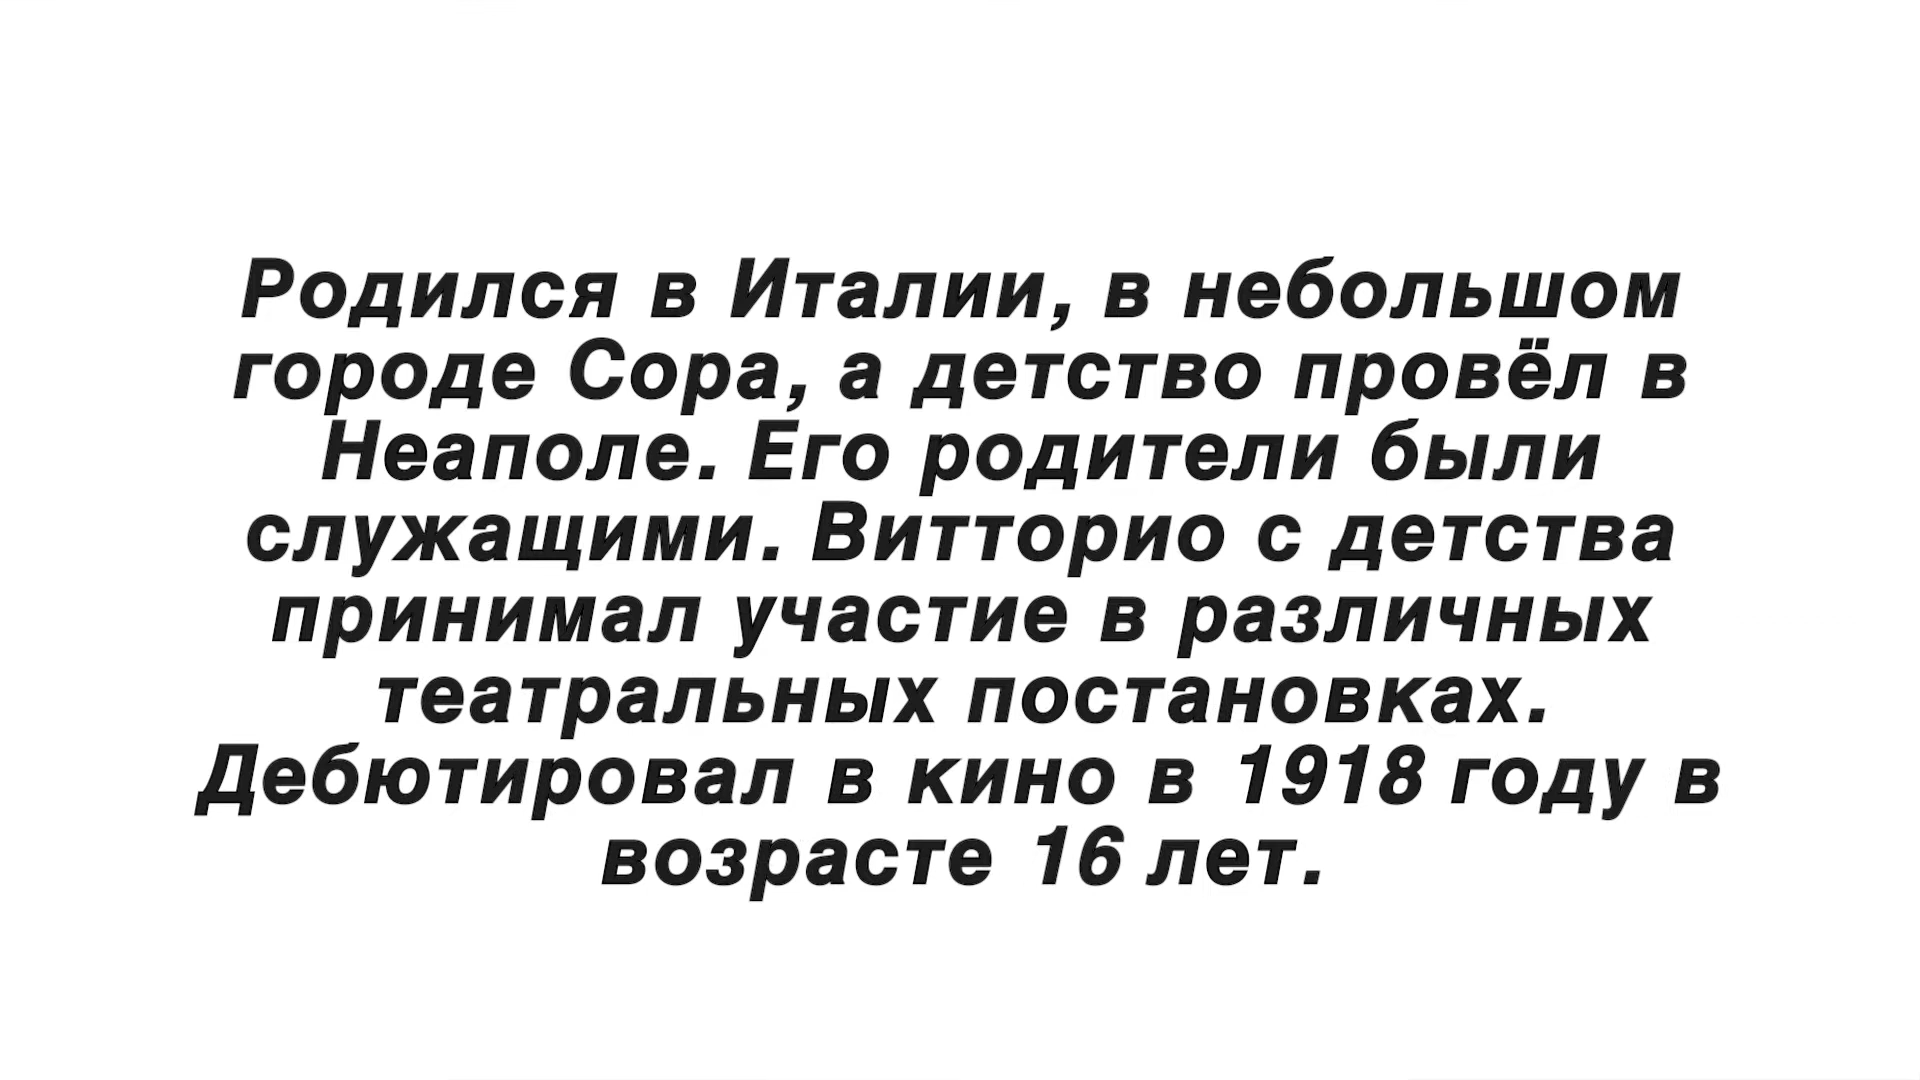 Родился в Италии, в небольшом
городе Сора, а детство провёл в
Неаполе. Его родители были
служащими. Витторио с детства
принимал участие в различных
театральных постановках.
Дебютировал в кино в 1918 году в
возрасте 16 лет.